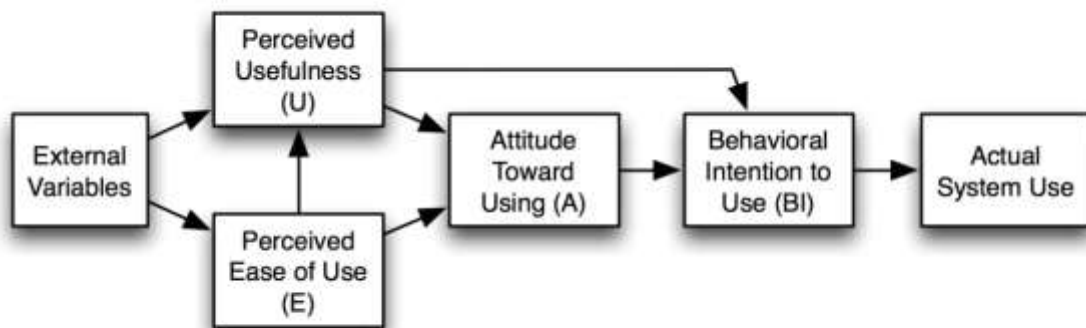 External
Variables
Perceived
Usefulness
(U)
Perceived
Ease of Use
(E)
Attitude
Toward
Using (A)
Behavioral
Intention to
Use (BI)
Actual
System Use